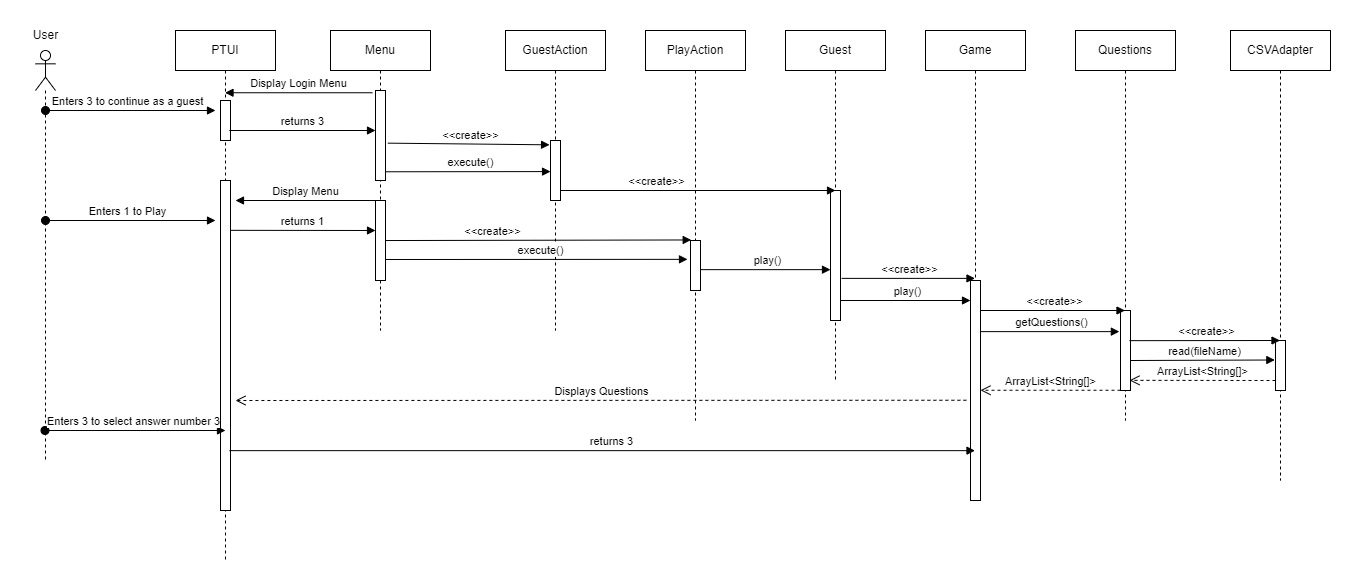 User
PTUI
Menu
GuestAction
PlayAction
Guest
Game
Questions
CSVAdapter
Display Login Menu
Enters 3 to continue as a guest
returns 3
<<create>>
execute()
<<create>>
Display Menu
Enters 1 to Play
returns 1
<<create>>
execute()
play()
<<create>>
play()
<<create>>
getQuestions()
<<create>>
read(fileName)
ArrayList<String[]>
ArrayList<String[]>
Displays Questions
Enters 3 to select answer number 3
returns 3